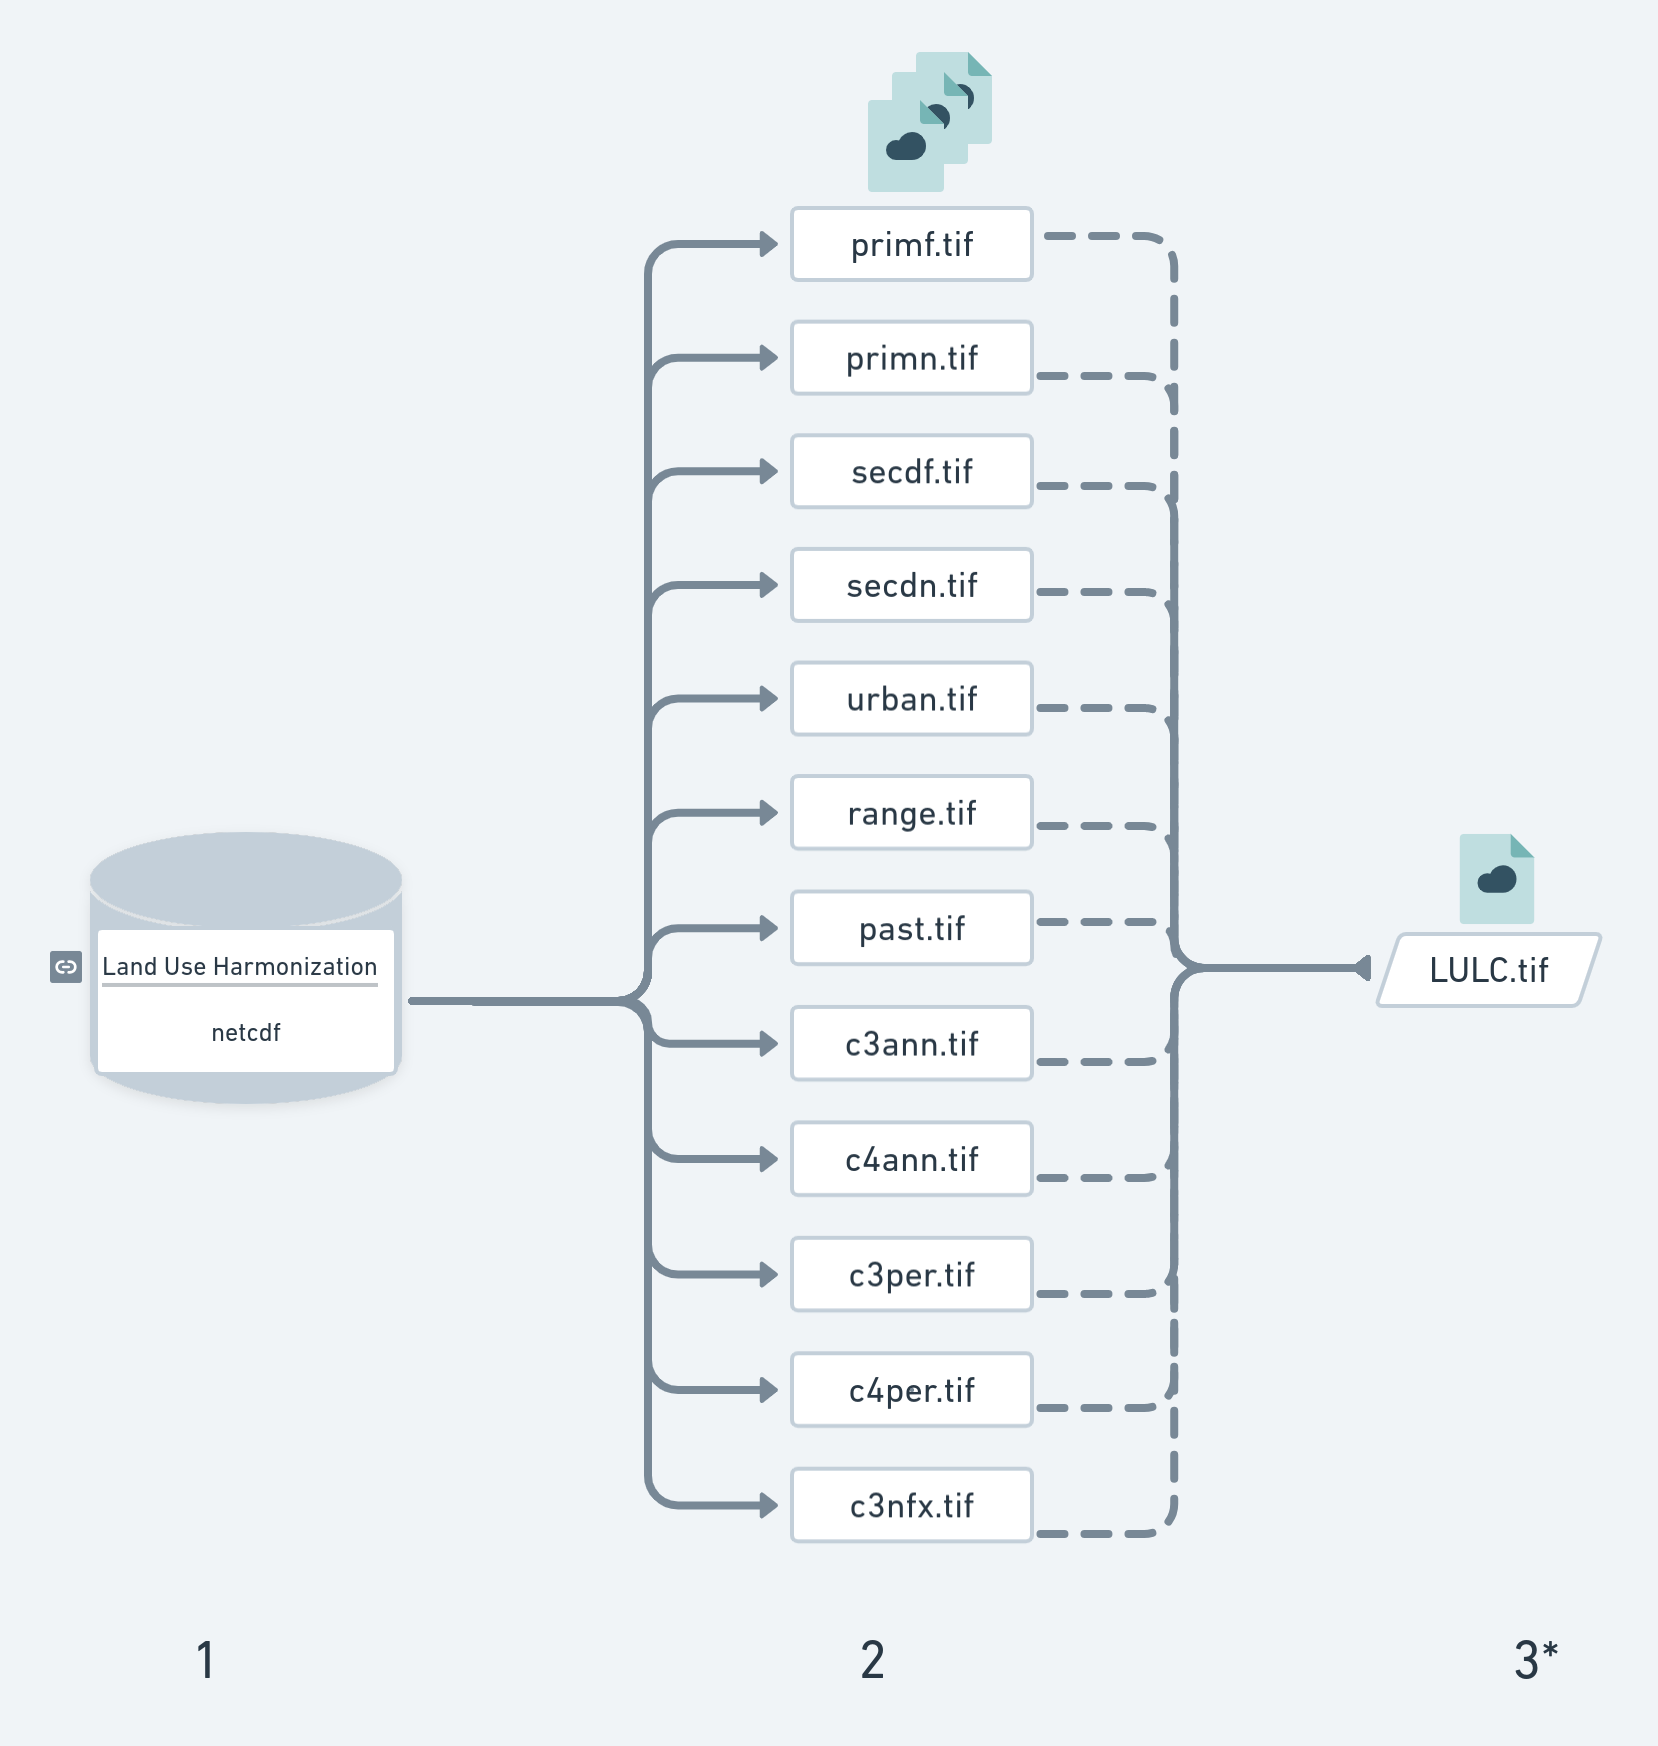 primf.tif
primn.tif
secdf.tif
secdn.tif
urban.tif
range.tif
past.tif
c3ann.tif
c4ann.tif
c3per.tif
c4per.tif
c3nfx.tif
Land Use Harmonization
netcdf
LULC.tif
1
2
3*